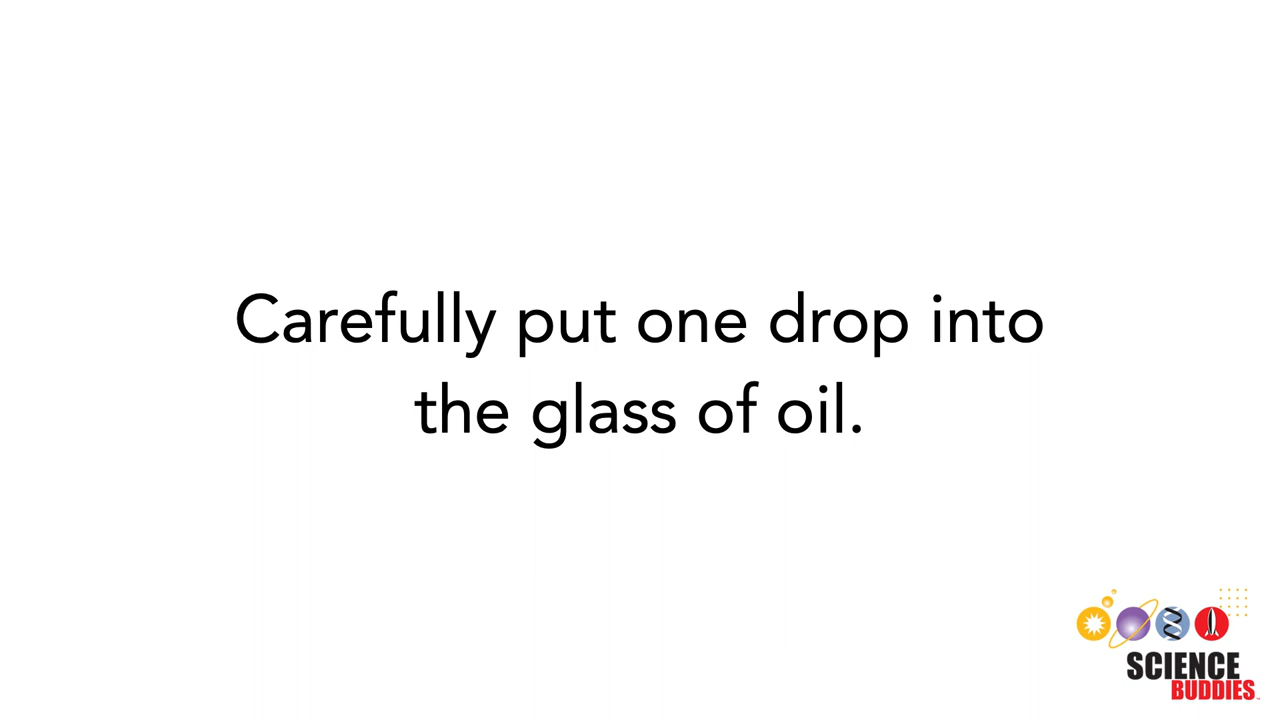 Carefully put one drop into
the glass of oil.
SCIENCE
BUDDIES